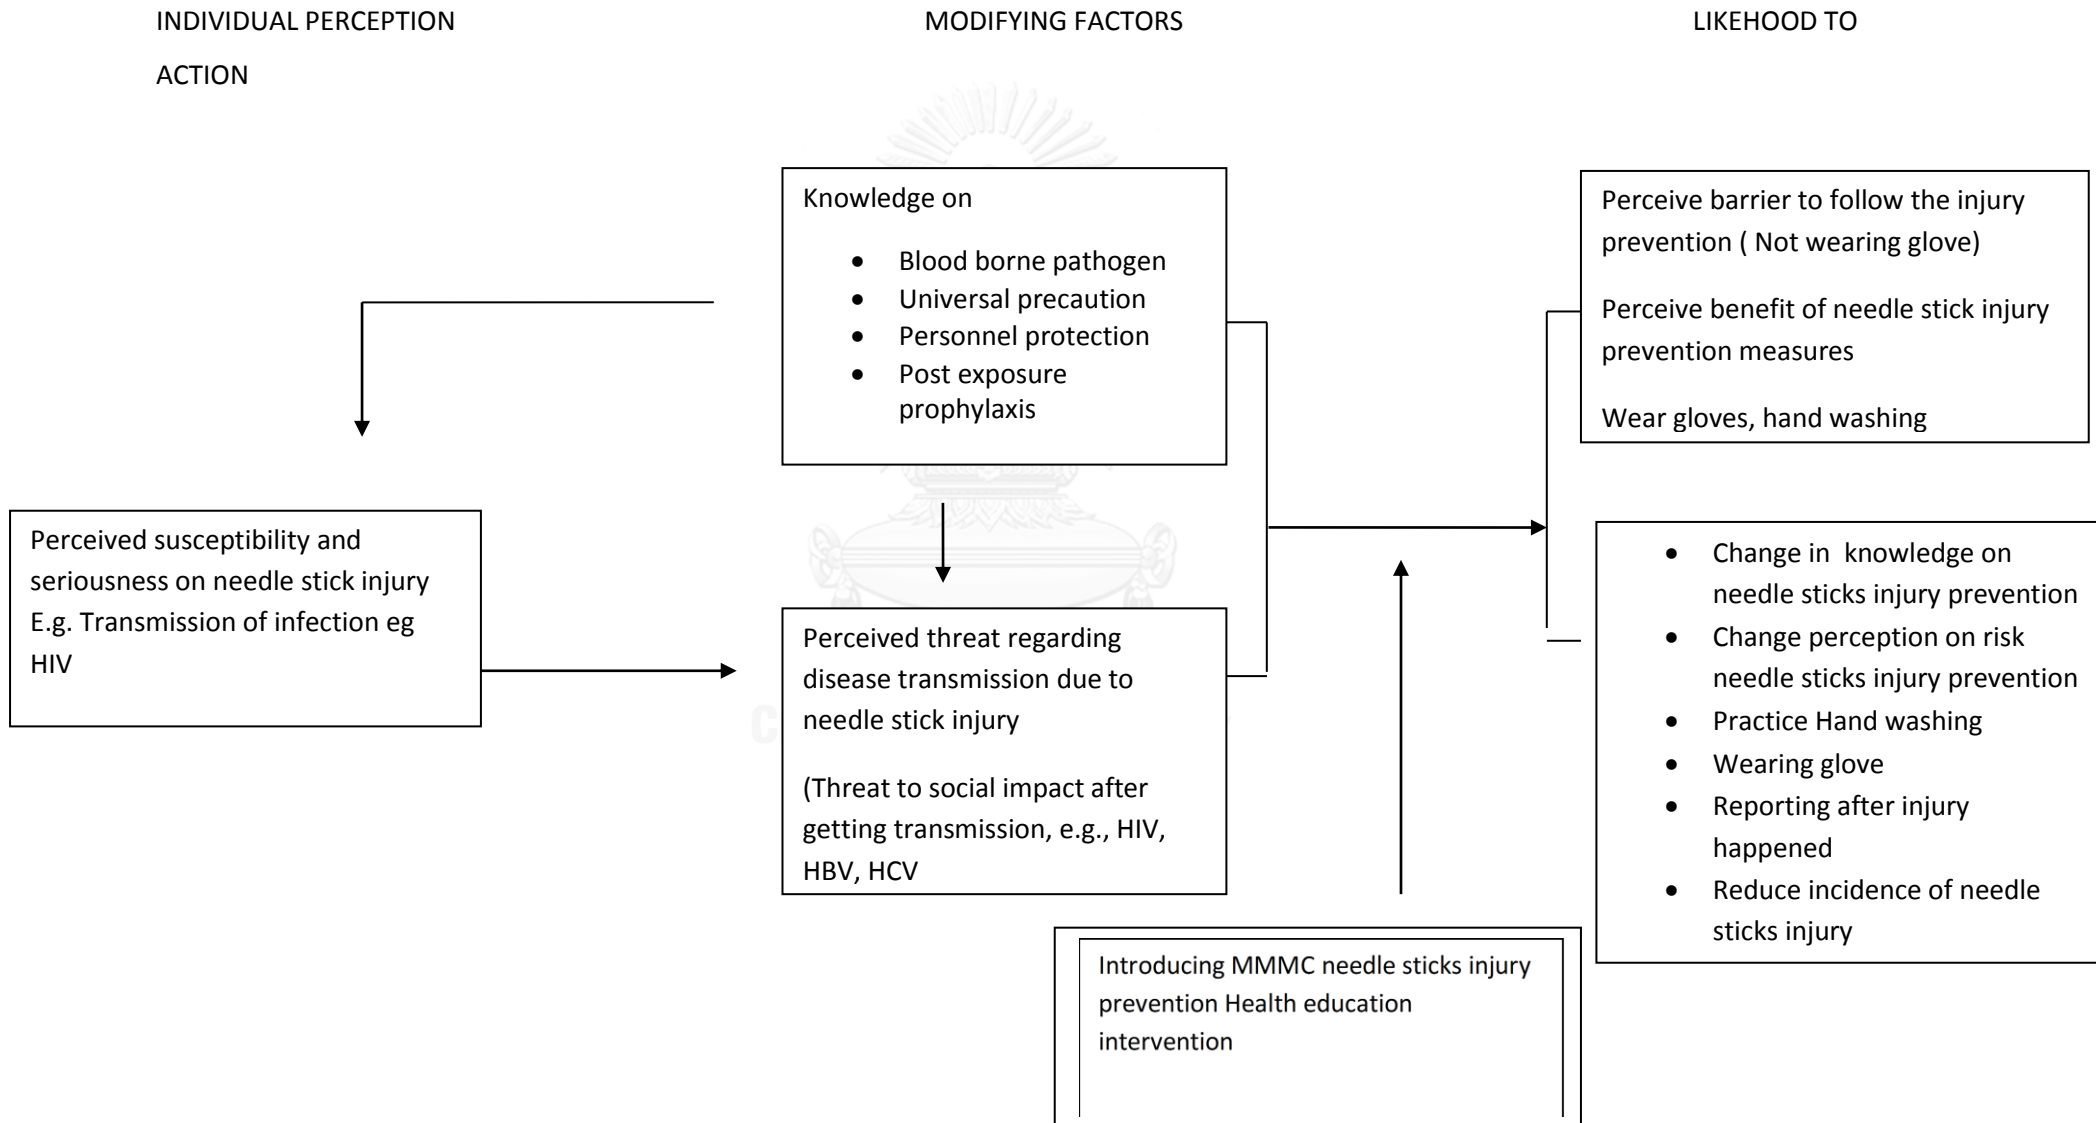 INDIVIDUAL PERCEPTION MODIFYING FACTORS LIKEHOOD TO
ACTION
Knowledge on
• Blood borne pathogen
• Universal precaution
• Personnel protection
• Post exposure
prophylaxis
Perceive barrier to follow the injury
prevention ( Not wearing glove)
Perceive benefit of needle stick injury
prevention measures
Wear gloves, hand washing
Perceived susceptibility and
seriousness on needle stick injury
E.g. Transmission of infection eg
HIV
Perceived threat regarding
disease transmission due to
needle stick injury
(Threat to social impact after
getting transmission, e.g., HIV,
HBV, HCV
• Change in knowledge on
needle sticks injury prevention
• Change perception on risk
needle sticks injury prevention
• Practice Hand washing
• Wearing glove
• Reporting after injury
happened
• Reduce incidence of needle
sticks injury
Introducing MMMC needle sticks injury
prevention Health education
intervention